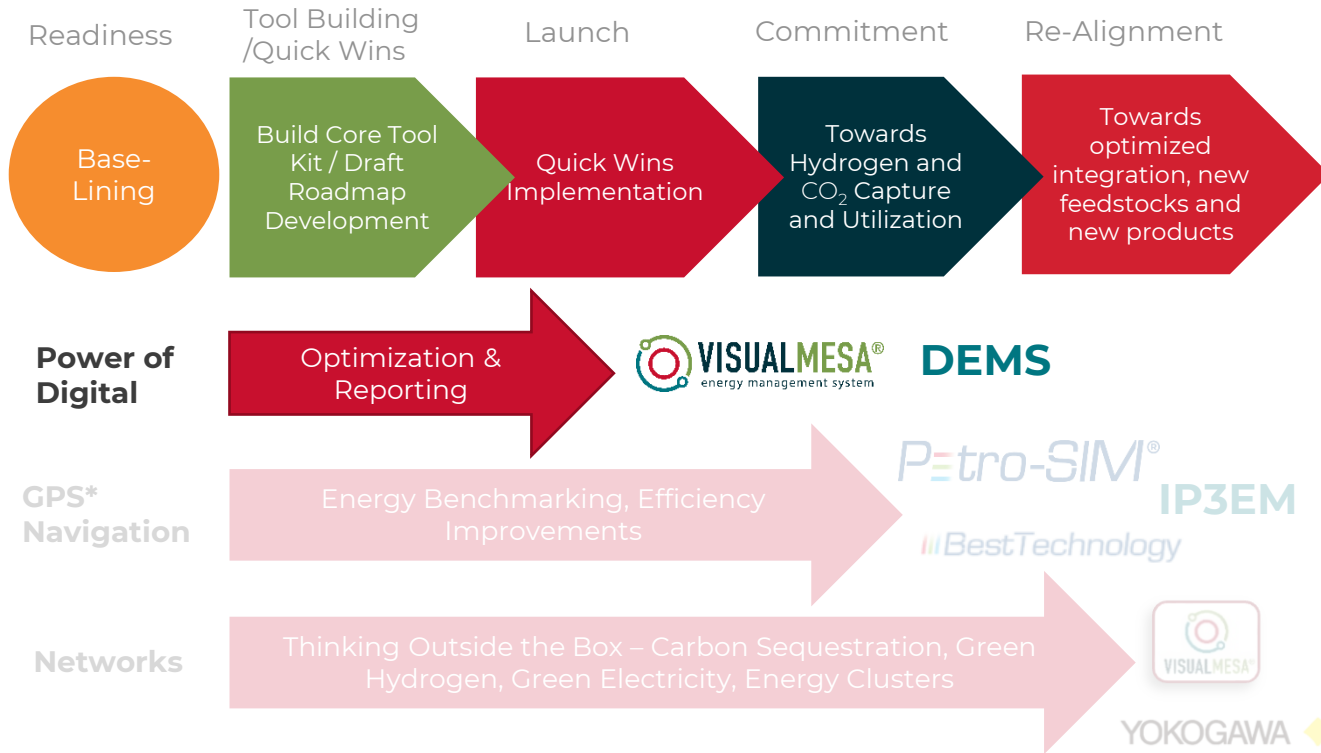 Readiness
Tool Building
/Quick Wins
Launch
Commitment
Re-Alignment
Base-
Lining
Build Core Tool
Kit / Draft
Roadmap
Development
Quick Wins
Implementation
Towards
Hydrogen and
CO₂ Capture
and Utilization
Towards
optimized
integration, new
feedstocks and
new products
Power of
Digital
Optimization &
Reporting
VISUALMESA®
energy management system
DEMS
GPS*
Navigation
Energy Benchmarking, Efficiency
Improvements
Petro-SIM®
IP3EM
BestTechnology
Networks
Thinking Outside the Box – Carbon Sequestration, Green
Hydrogen, Green Electricity, Energy Clusters
VISUALMESA®
YOKOGAWA